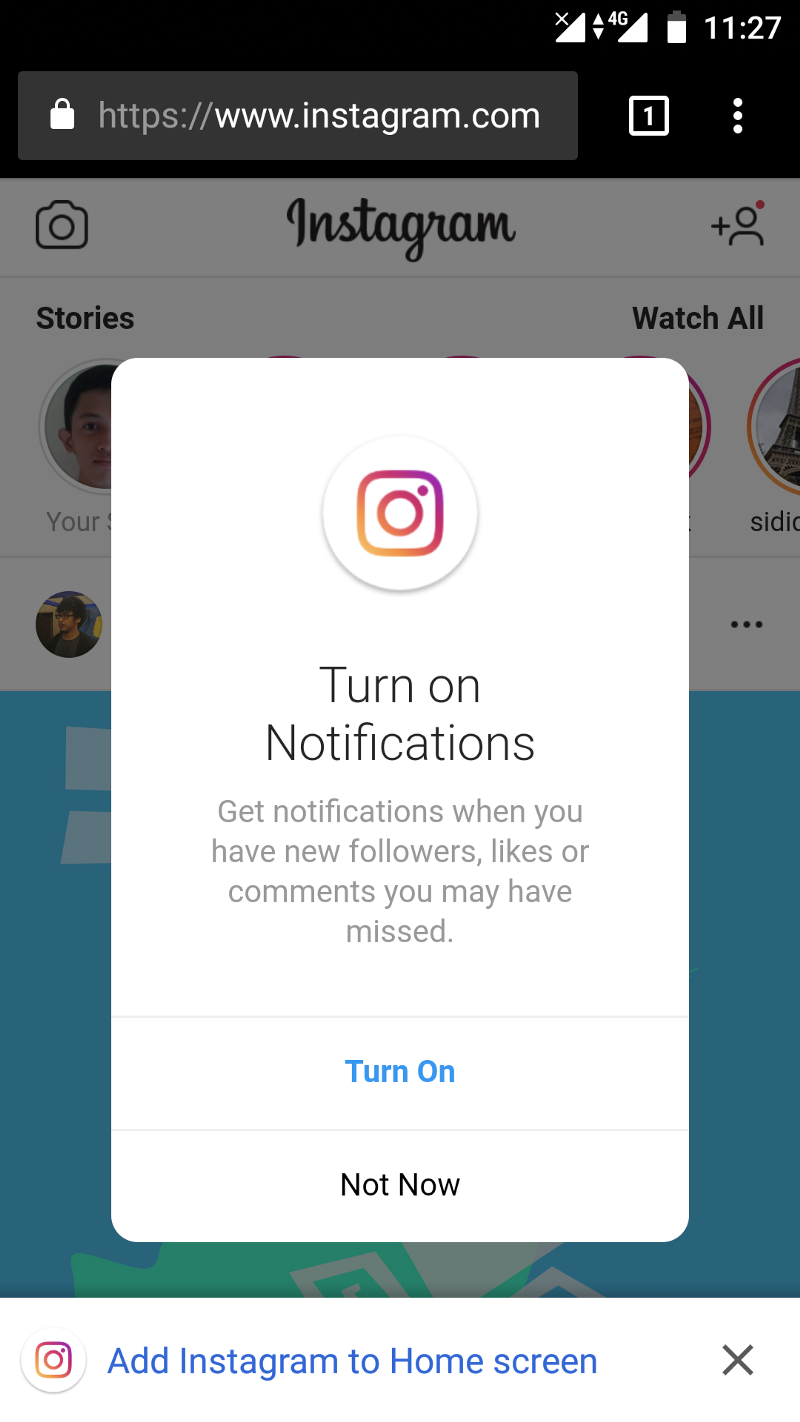 4G 11:27
https://www.instagram.com 1
Instagram
Stories Watch All
Your
sidic
Turn on
Notifications
Get notifications when you
have new followers, likes or
comments you may have
missed.
Turn On
Not Now
Add Instagram to Home screen